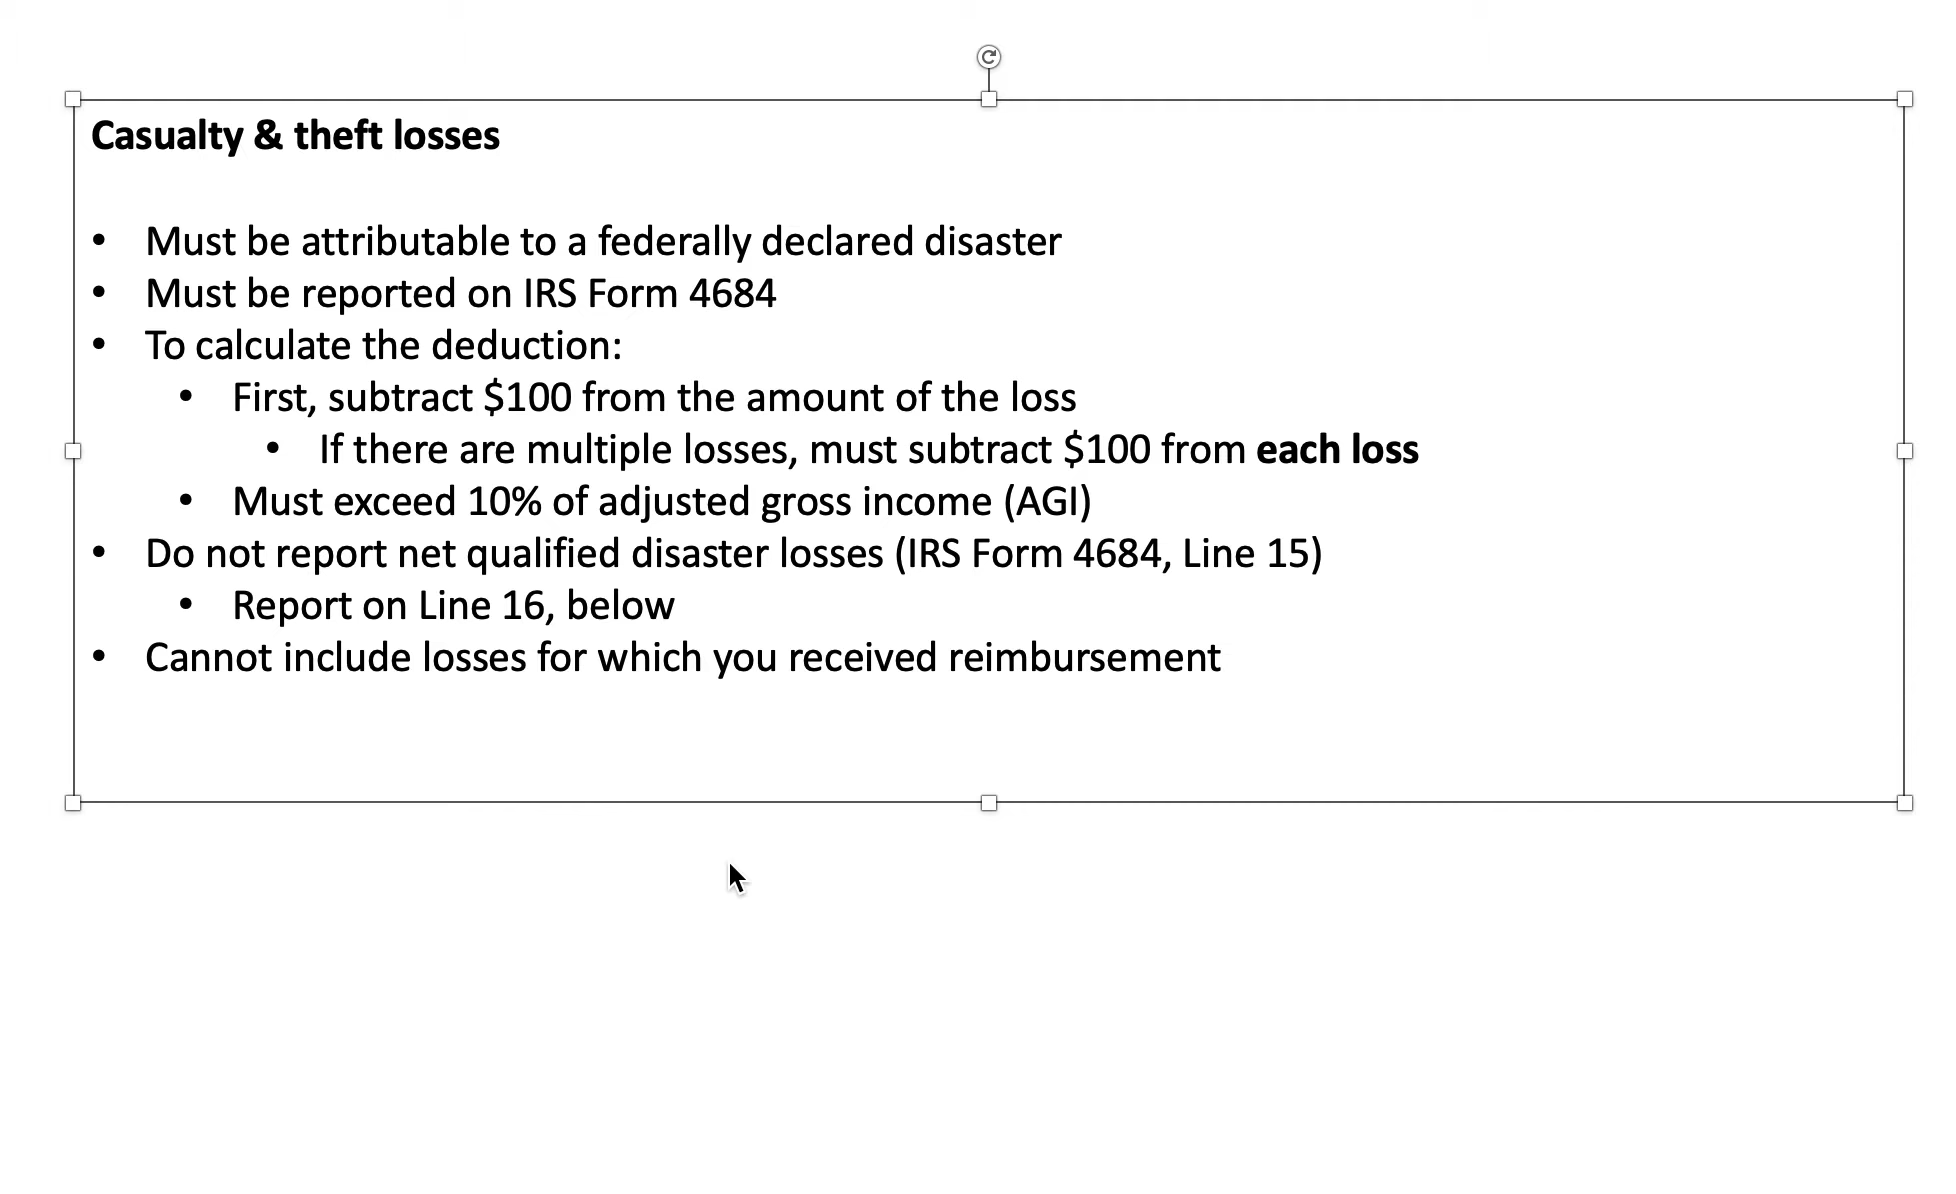 Casualty & theft losses
• Must be attributable to a federally declared disaster
• Must be reported on IRS Form 4684
• To calculate the deduction:
• First, subtract $100 from the amount of the loss
• If there are multiple losses, must subtract $100 from each loss
• Must exceed 10% of adjusted gross income (AGI)
• Do not report net qualified disaster losses (IRS Form 4684, Line 15)
• Report on Line 16, below
• Cannot include losses for which you received reimbursement